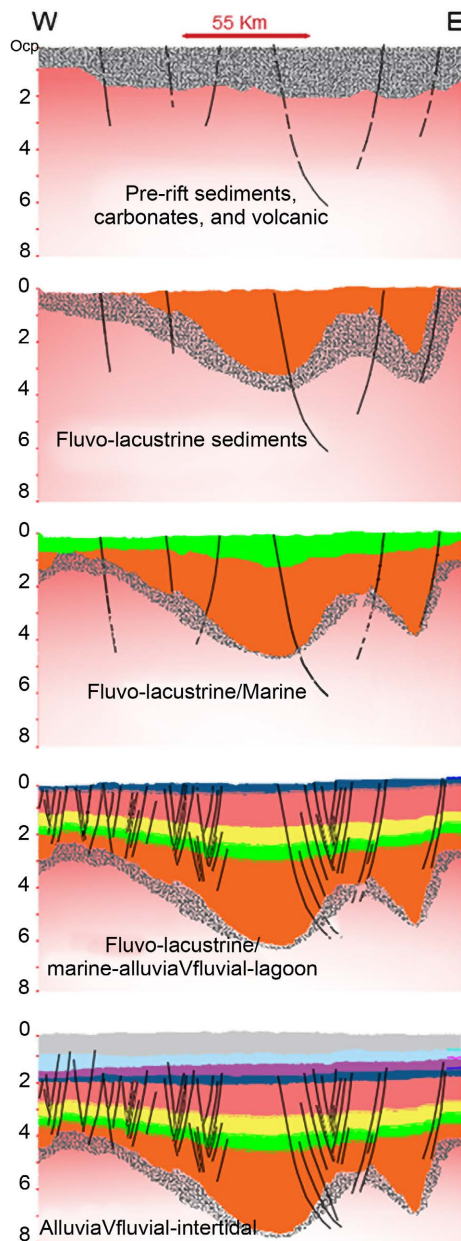 W
55 Km
E
Ocp
2
4
6
8
Pre-rift sediments,
carbonates, and volcanic
0
2
4
6
8
Fluvo-lacustrine sediments
0
2
4
6
8
Fluvo-lacustrine/Marine
0
2
4
6
8
Fluvo-lacustrine/
marine-alluviaVfluvial-lagoon
0
2
4
6
8
AlluviaVfluvial-intertidal